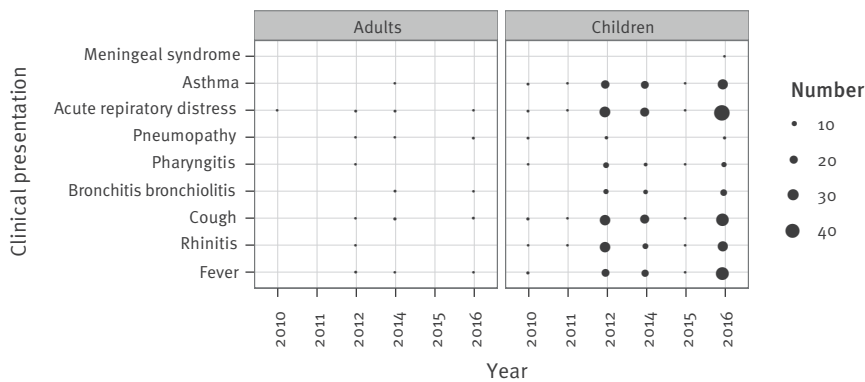 Adults
Children
Clinical presentation
Meningeal syndrome
Asthma
Acute repiratory distress
Pneumopathy
Pharyngitis
Bronchitis bronchiolitis
Cough
Rhinitis
Fever
2010
2011
2012
2014
2015
2016
2010
2011
2012
2014
2015
2016
Year
Number
10
20
30
40